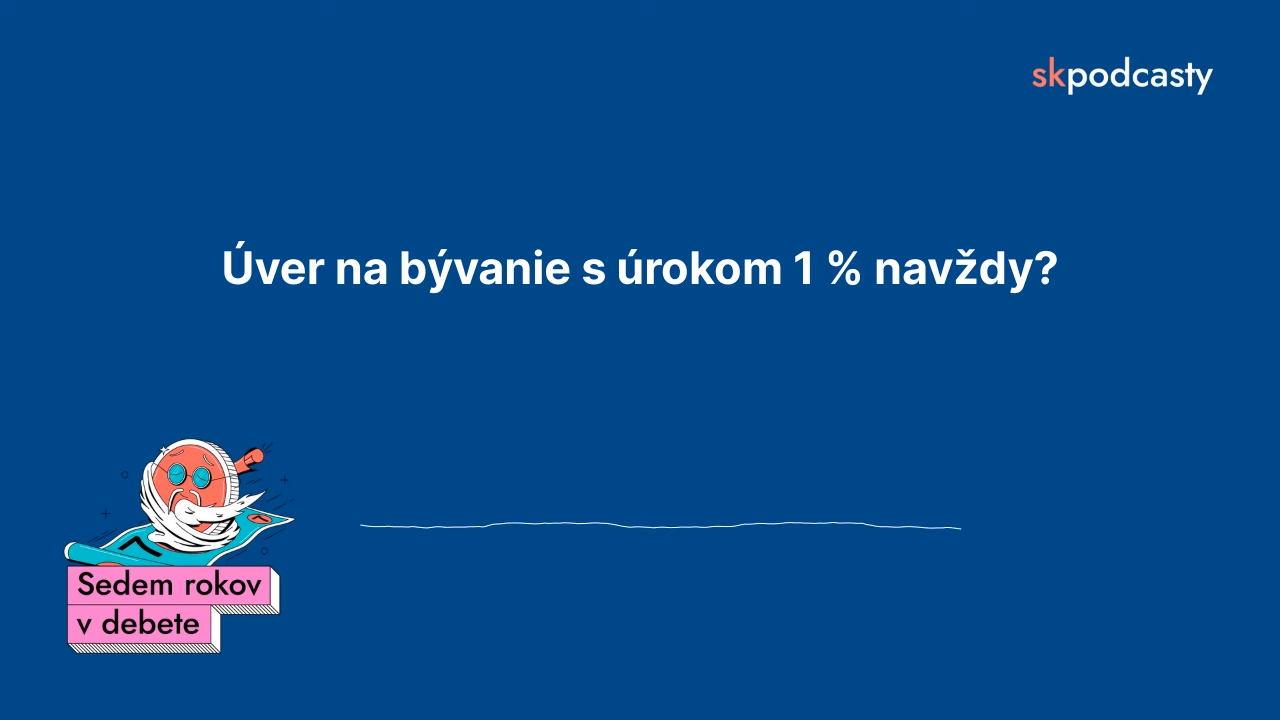 skpodcasty
Úver na bývanie s úrokom 1 % navždy?
Sedem rokov
v debete